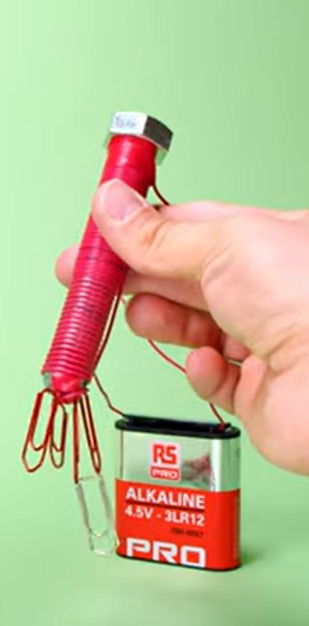 RS
PRO
ALKALINE
4.5V - 3LR12
PRO